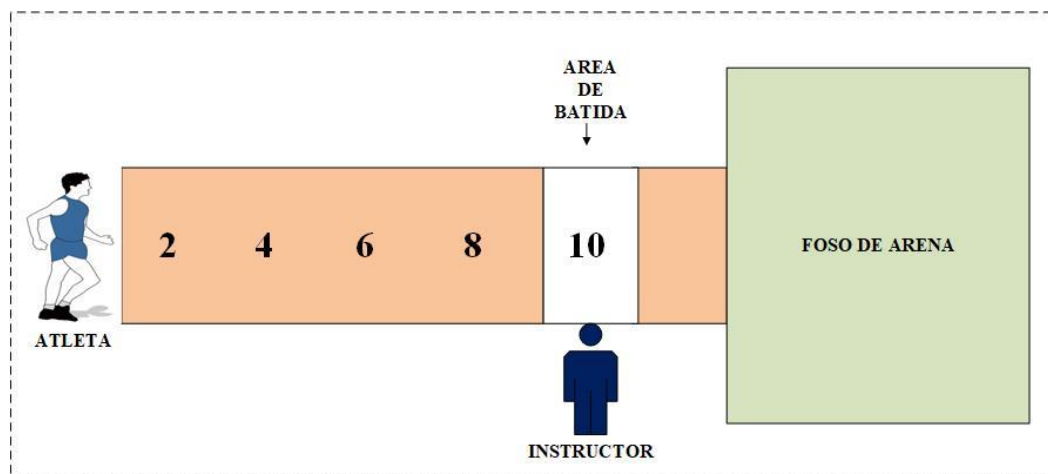 AREA
DE
BATIDA
2 4 6 8 10
FOSO DE ARENA
ATLETA
INSTRUCTOR